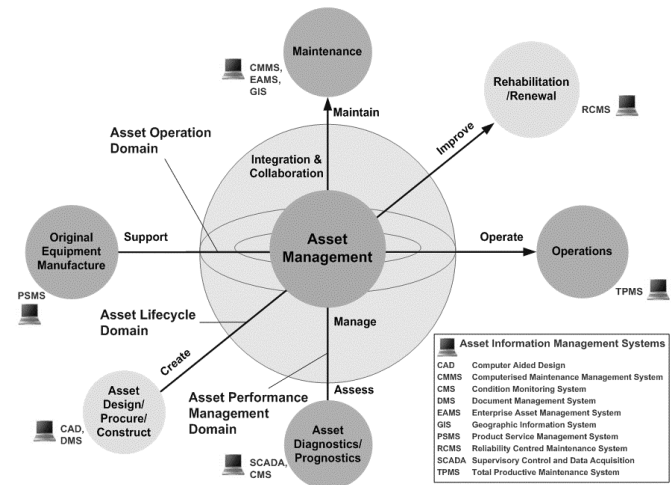 Maintenance
CMMS,
EAMS,
GIS
Maintain
Rehabilitation
/Renewal
RCMS
Improve
Asset Operation
Domain
Integration &
Collaboration
Original
Equipment
Manufacture
PSMS
Support
Asset
Management
Operate
Operations
TPMS
Asset Lifecycle
Domain
Create
Manage
Asset Performance
Management
Domain
Assess
Asset
Design/
Procure/
Construct
CAD,
DMS
Asset
Diagnostics/
Prognostics
SCADA,
CMS
Asset Information Management Systems
CAD Computer Aided Design
CMMS Computerised Maintenance Management System
CMS Condition Monitoring System
DMS Document Management System
EAMS Enterprise Asset Management System
GIS Geographic Information System
PSMS Product Service Management System
RCMS Reliability Centred Maintenance System
SCADA Supervisory Control and Data Acquisition
TPMS Total Productive Maintenance System